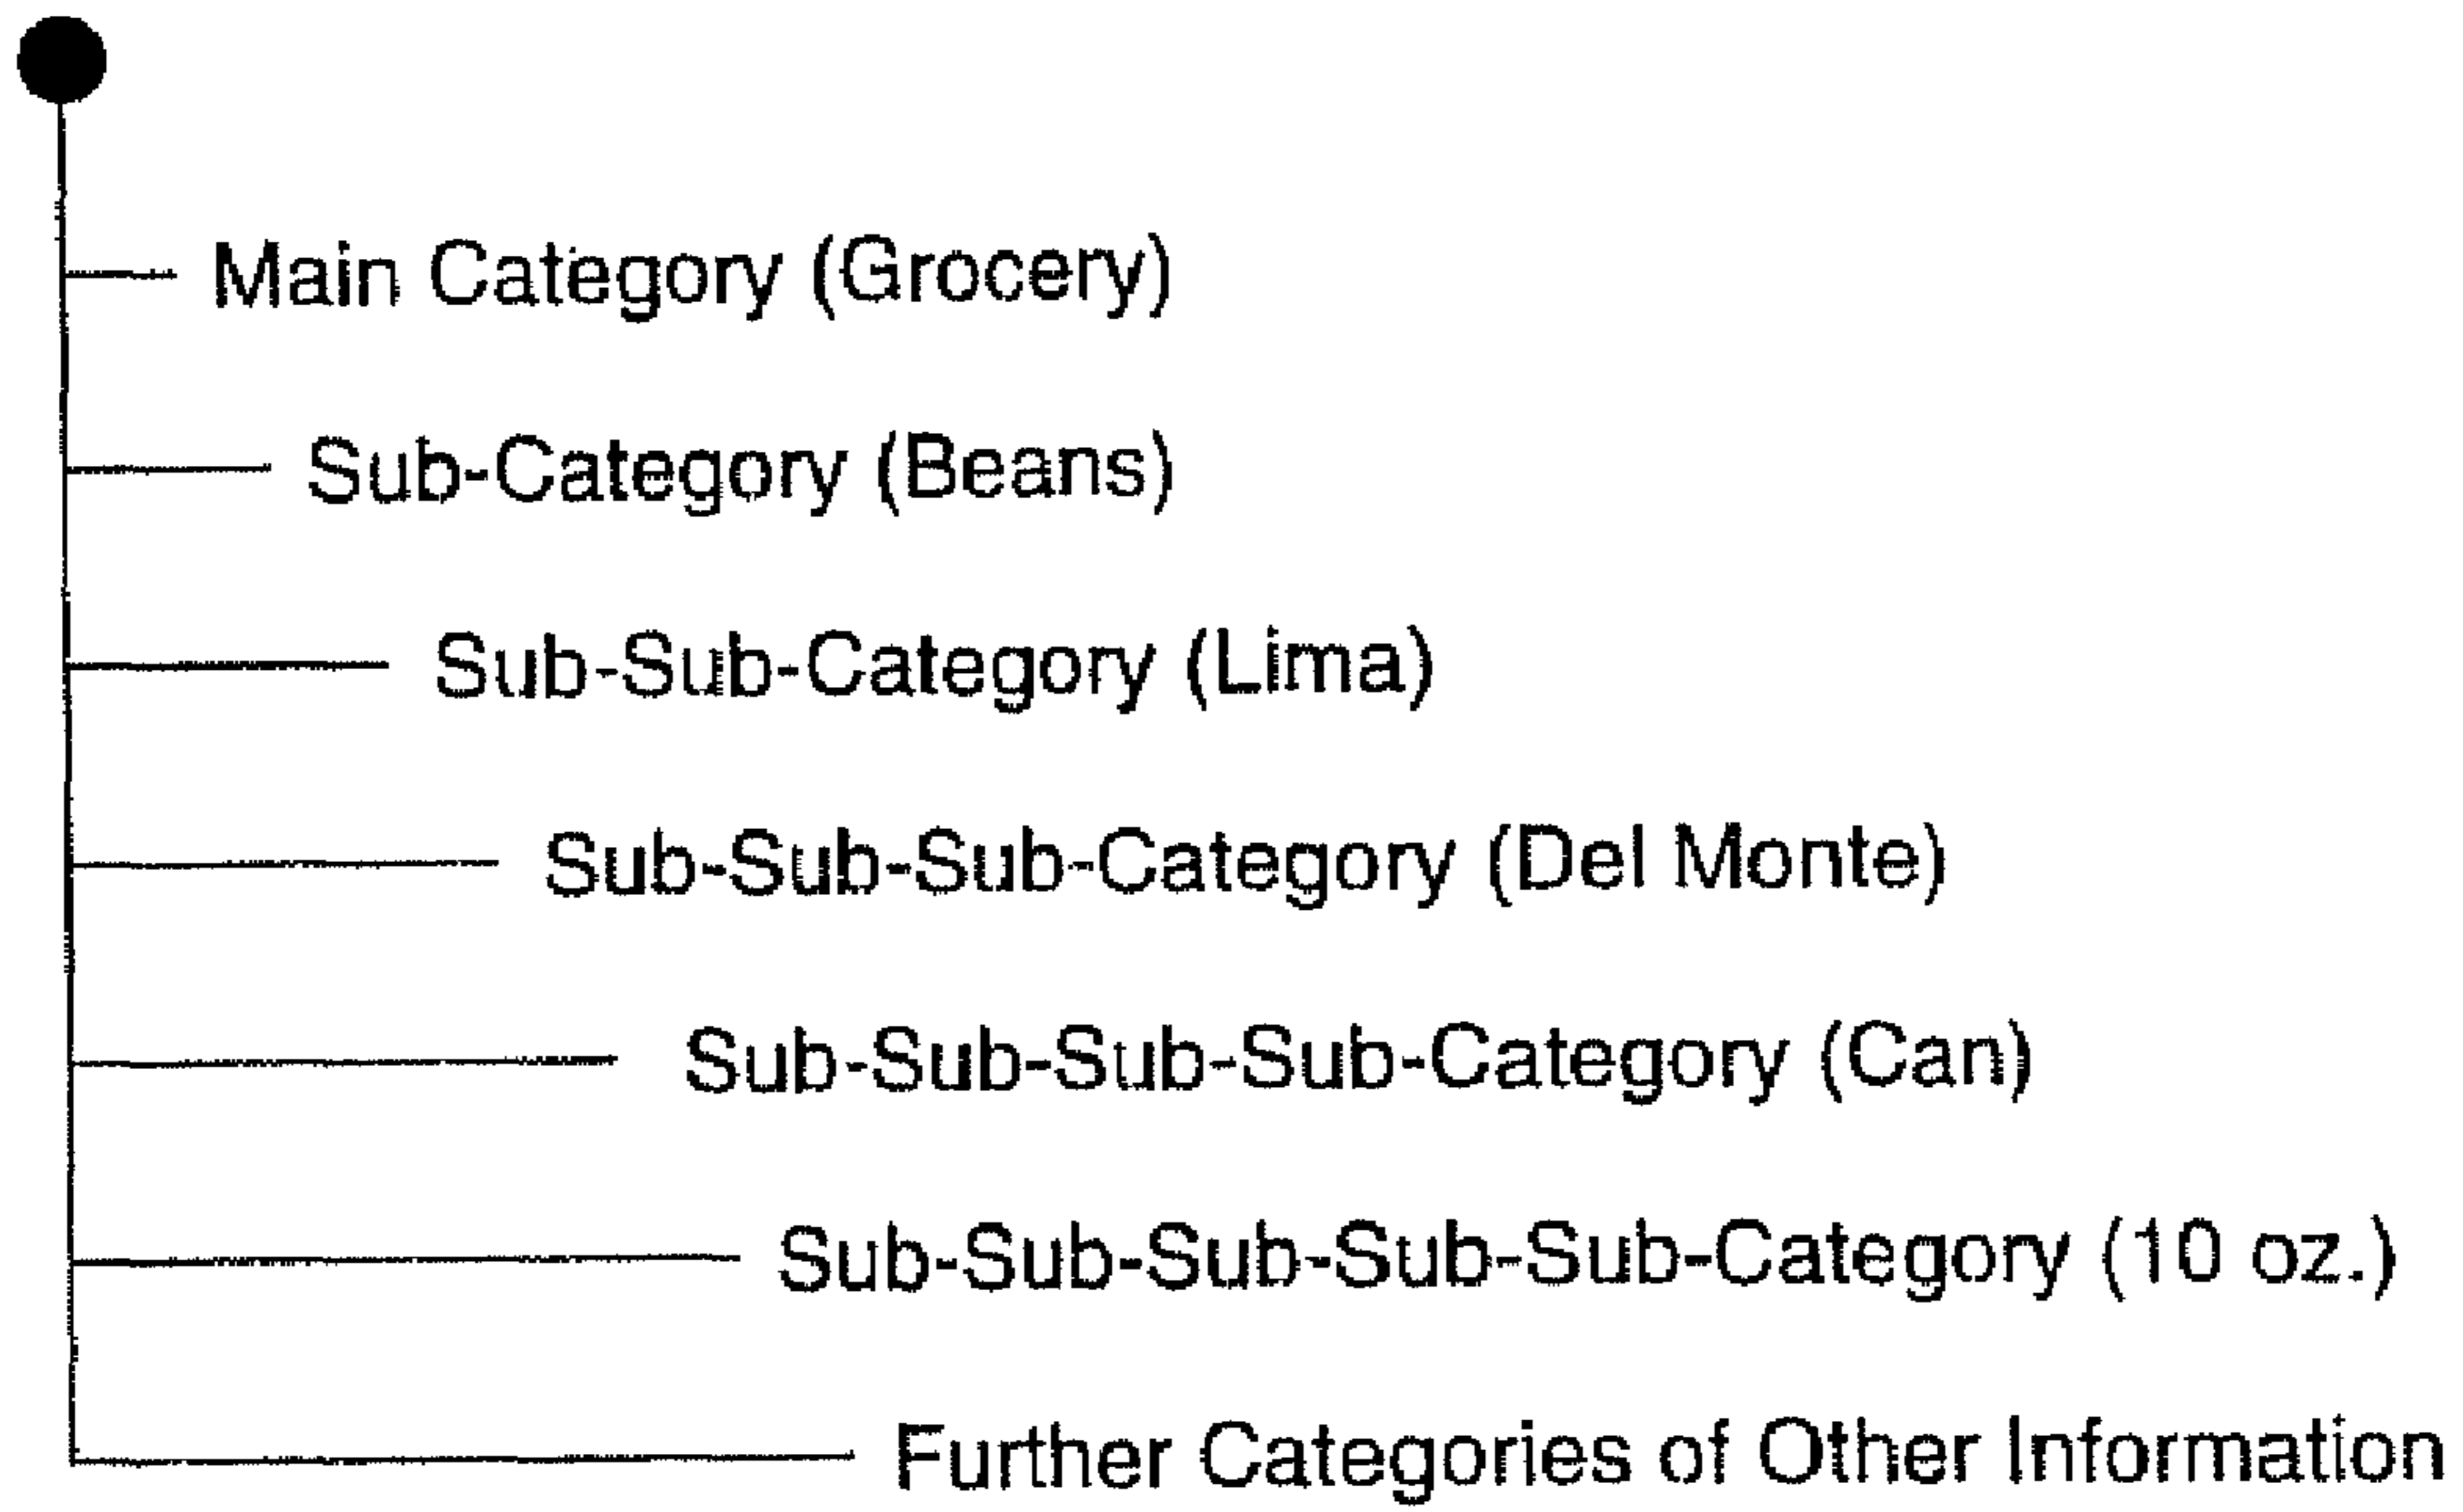 Main Category (Grocery)
Sub-Category (Beans)
Sub-Sub-Category (Lima)
Sub-Sub-Sub-Category (Del Monte)
Sub-Sub-Sub-Sub-Category (Can)
Sub-Sub-Sub-Sub-Sub-Category (10 oz.)
Further Categories of Other Information